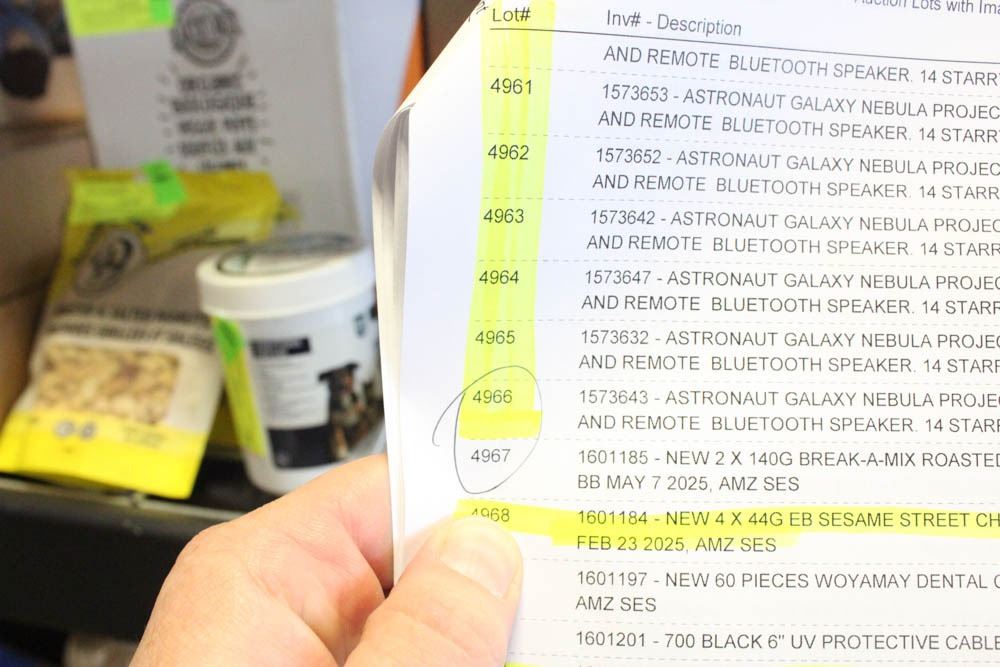 Auction Lots with Ima
Lot# Inv# - Description
AND REMOTE BLUETOOTH SPEAKER. 14 STARRY
4961 1573653 - ASTRONAUT GALAXY NEBULA PROJEC
AND REMOTE BLUETOOTH SPEAKER. 14 STARR
4962 1573652 - ASTRONAUT GALAXY NEBULA PROJEC
AND REMOTE BLUETOOTH SPEAKER. 14 STARR
4963 1573642 - ASTRONAUT GALAXY NEBULA PROJEC
AND REMOTE BLUETOOTH SPEAKER. 14 STARR
4964 1573647 - ASTRONAUT GALAXY NEBULA PROJEC
AND REMOTE BLUETOOTH SPEAKER. 14 STARR
4965 1573632 - ASTRONAUT GALAXY NEBULA PROJEC
AND REMOTE BLUETOOTH SPEAKER. 14 STARR
4966 1573643 - ASTRONAUT GALAXY NEBULA PROJE
AND REMOTE BLUETOOTH SPEAKER. 14 STAR
4967 1601185 - NEW 2 X 140G BREAK-A-MIX ROASTED
BB MAY 7 2025, AMZ SES
4968 1601184 - NEW 4 X 44G EB SESAME STREET CH
FEB 23 2025, AMZ SES
1601197 - NEW 60 PIECES WOYAMAY DENTAL
AMZ SES
1601201 - 700 BLACK 6" UV PROTECTIVE CABLE